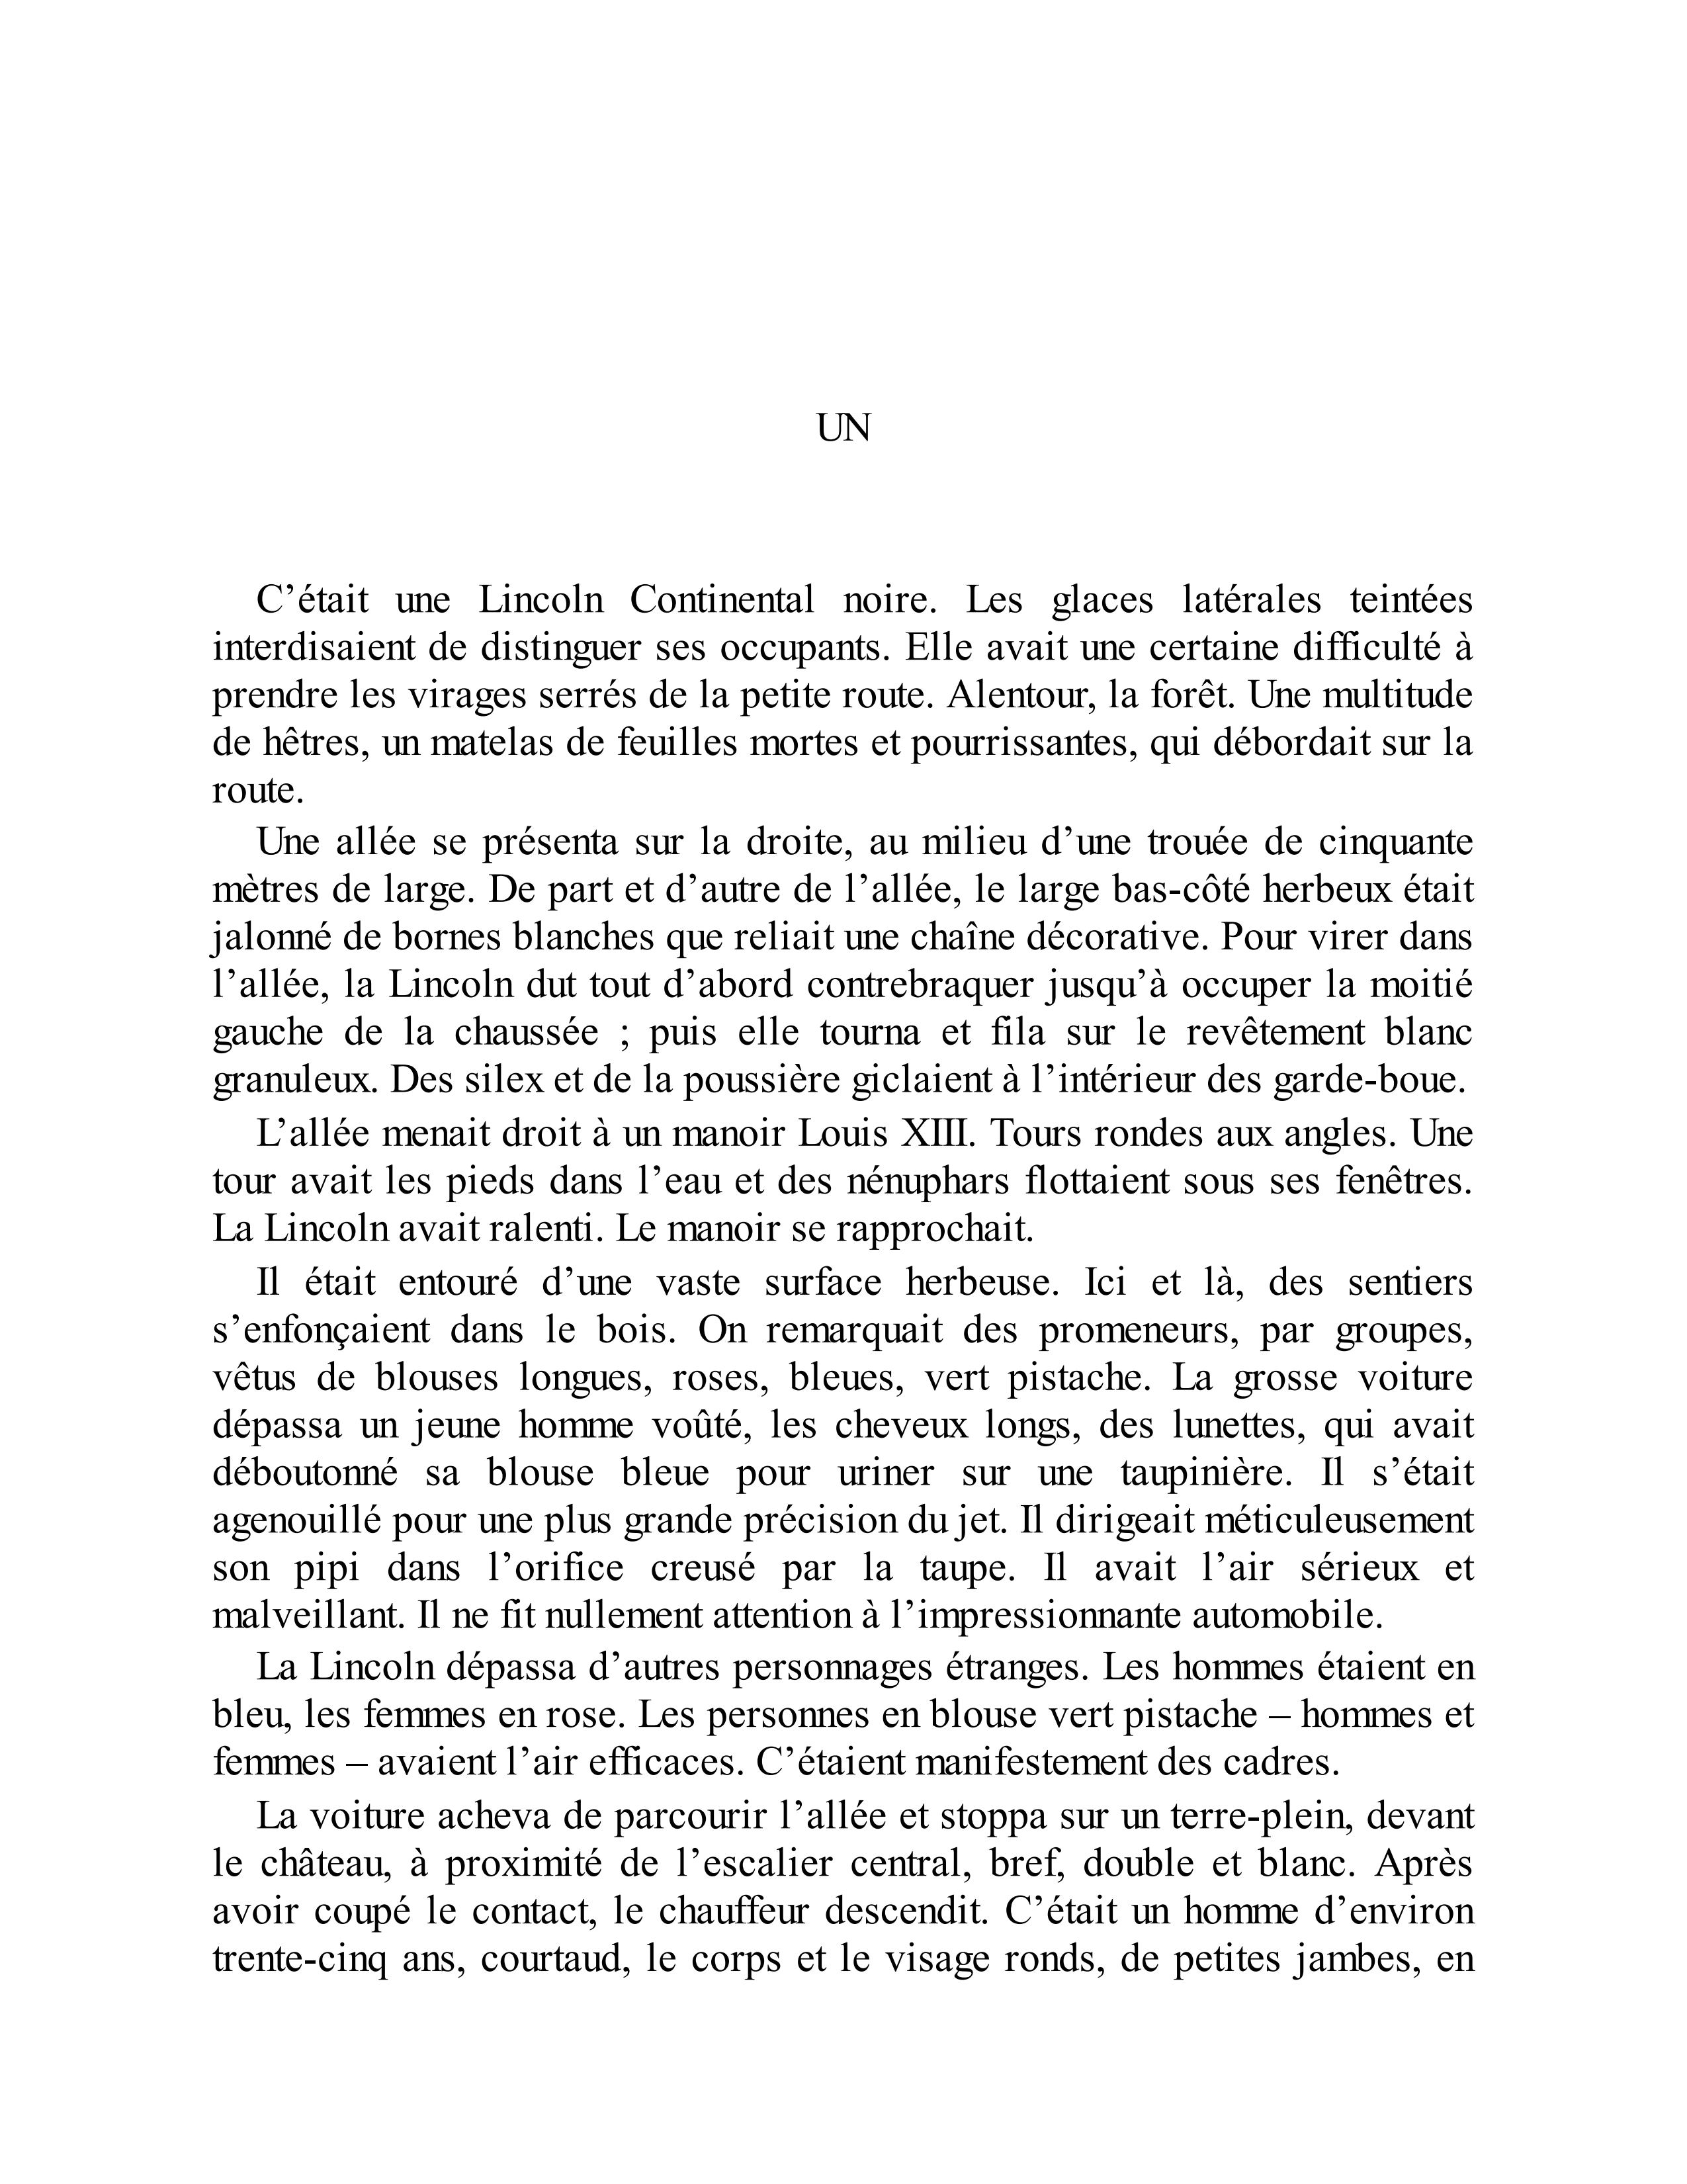 UN
C’était une Lincoln Continental noire. Les glaces latérales teintées
interdisaient de distinguer ses occupants. Elle avait une certaine difficulté à
prendre les virages serrés de la petite route. Alentour, la forêt. Une multitude
de hêtres, un matelas de feuilles mortes et pourrissantes, qui débordait sur la
route.
Une allée se présenta sur la droite, au milieu d’une trouée de cinquante
mètres de large. De part et d’autre de l’allée, le large bas-côté herbeux était
jalonné de bornes blanches que reliait une chaîne décorative. Pour virer dans
l’allée, la Lincoln dut tout d’abord contrebraquer jusqu’à occuper la moitié
gauche de la chaussée ; puis elle tourna et fila sur le revêtement blanc
granuleux. Des silex et de la poussière giclaient à l’intérieur des garde-boue.
L’allée menait droit à un manoir Louis XIII. Tours rondes aux angles. Une
tour avait les pieds dans l’eau et des nénuphars flottaient sous ses fenêtres.
La Lincoln avait ralenti. Le manoir se rapprochait.
Il était entouré d’une vaste surface herbeuse. Ici et là, des sentiers
s’enfonçaient dans le bois. On remarquait des promeneurs, par groupes,
vêtus de blouses longues, roses, bleues, vert pistache. La grosse voiture
dépassa un jeune homme voûté, les cheveux longs, des lunettes, qui avait
déboutonné sa blouse bleue pour uriner sur une taupinière. Il s’était
agenouillé pour une plus grande précision du jet. Il dirigeait méticuleusement
son pipi dans l’orifice creusé par la taupe. Il avait l’air sérieux et
malveillant. Il ne fit nullement attention à l’impressionnante automobile.
La Lincoln dépassa d’autres personnages étranges. Les hommes étaient en
bleu, les femmes en rose. Les personnes en blouse vert pistache – hommes et
femmes – avaient l’air efficaces. C’étaient manifestement des cadres.
La voiture acheva de parcourir l’allée et stoppa sur un terre-plein, devant
le château, à proximité de l’escalier central, bref, double et blanc. Après
avoir coupé le contact, le chauffeur descendit. C’était un homme d’environ
trente-cinq ans, courtaud, le corps et le visage ronds, de petites jambes, en